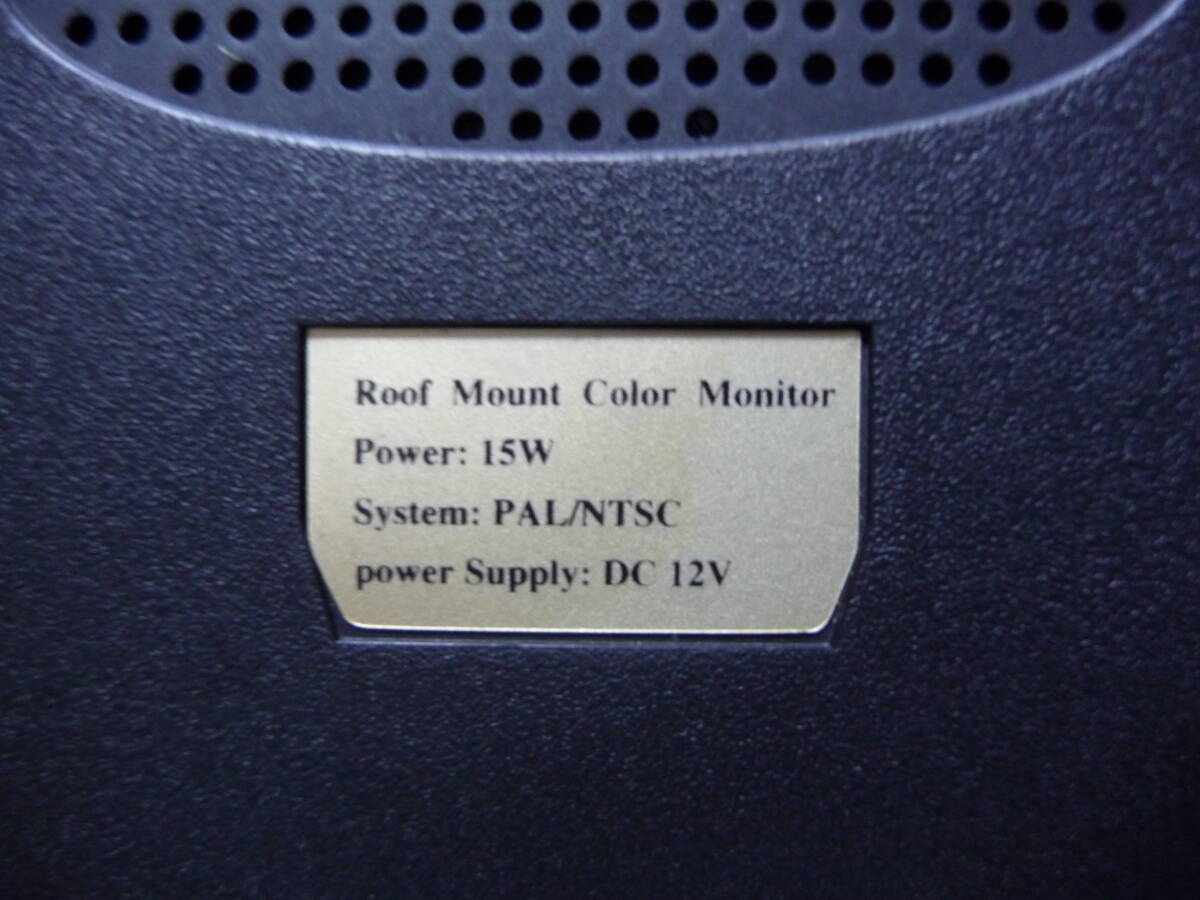 Roof Mount Color Monitor
Power: 15W
System: PAL/NTSC
power Supply: DC 12V